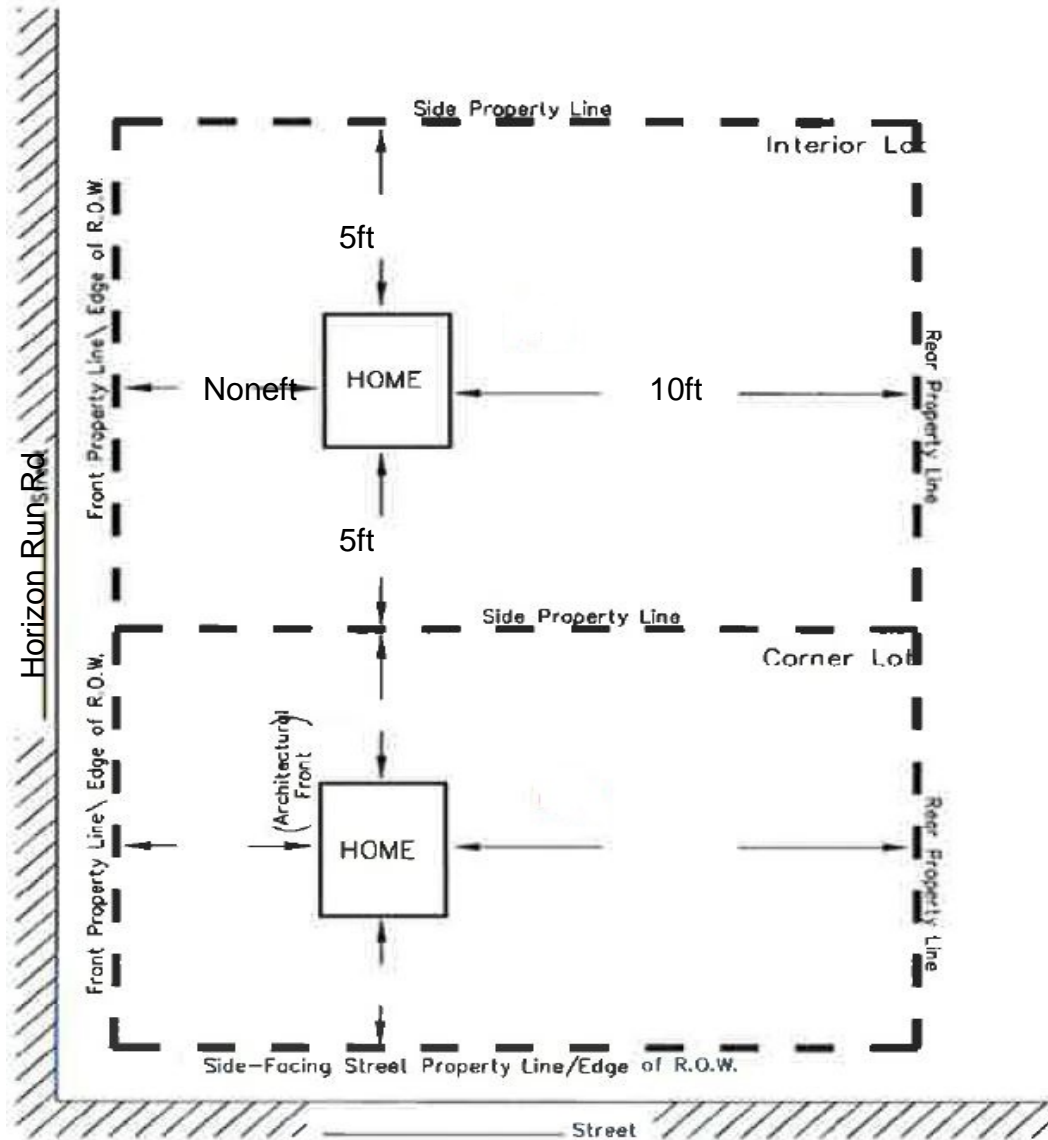 Side Property Line
Interior Lot
Front Property Line\ Edge of R.O.W.
5ft
Noneft
HOME
10ft
Rear Property Line
Horizon Run Rd
5ft
Side Property Line
Corner Lot
Front Property Line\ Edge of R.O.W.
(Architectural
Front)
HOME
Rear Property Line
Side-Facing Street Property Line/Edge of R.O.W.
Street